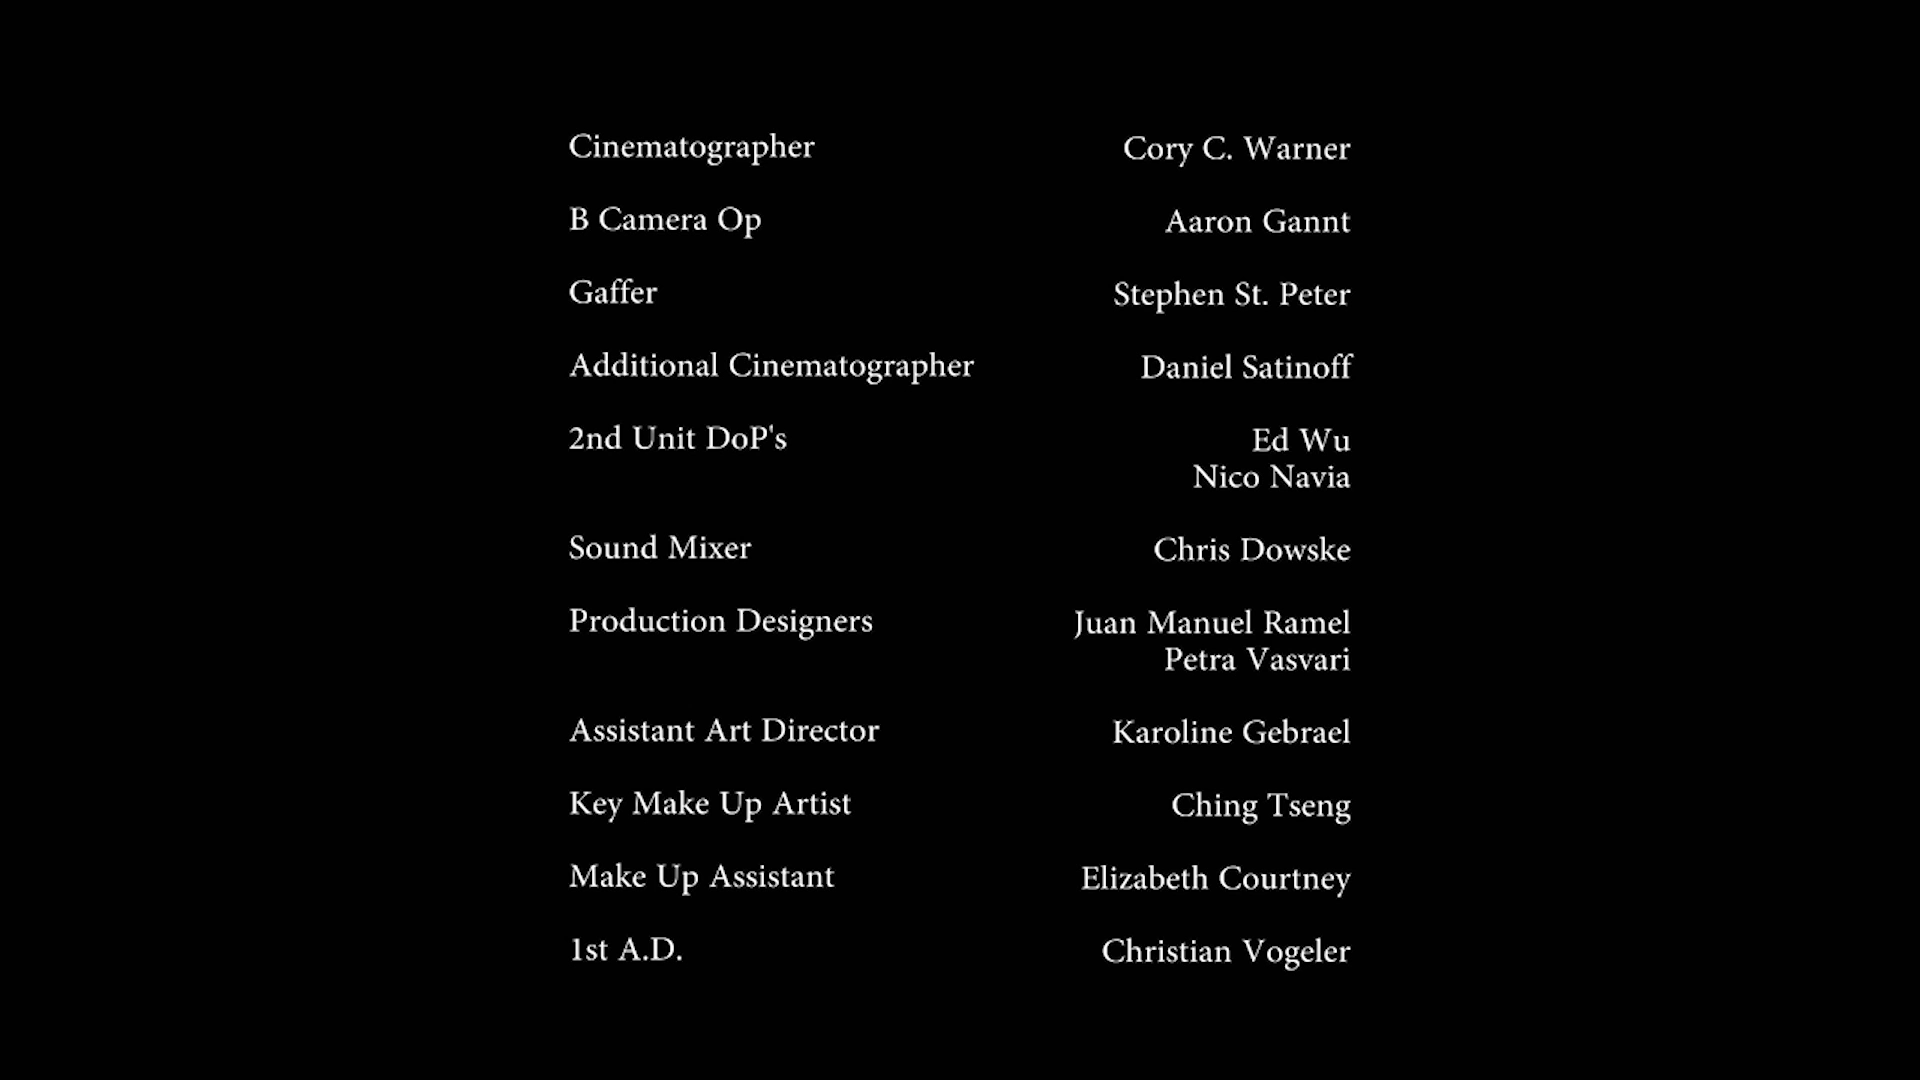 Cinematographer Cory C. Warner
B Camera Op Aaron Gannt
Gaffer Stephen St. Peter
Additional Cinematographer Daniel Satinoff
2nd Unit DoP's Ed Wu
Nico Navia
Sound Mixer Chris Dowske
Production Designers Juan Manuel Ramel
Petra Vasvari
Assistant Art Director Karoline Gebrael
Key Make Up Artist Ching Tseng
Make Up Assistant Elizabeth Courtney
1st A.D. Christian Vogeler